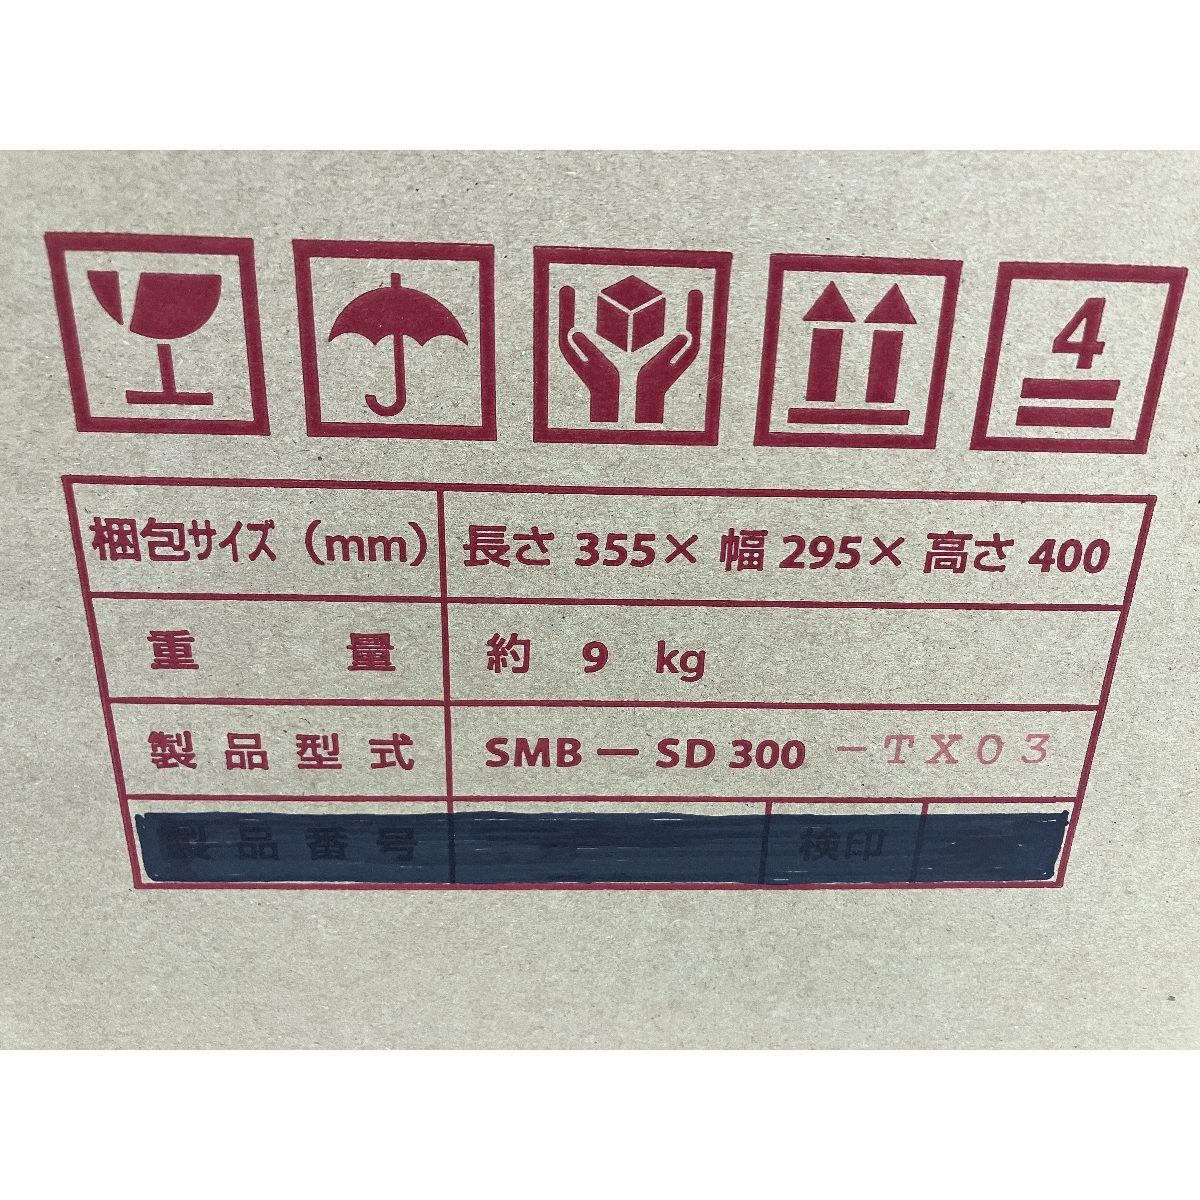 4
梱包サイズ（mm） 長さ 355× 幅 295× 高さ 400
重量 約 9 kg
製品型式 SMB－SD 300 －TX03
製品番号 検印